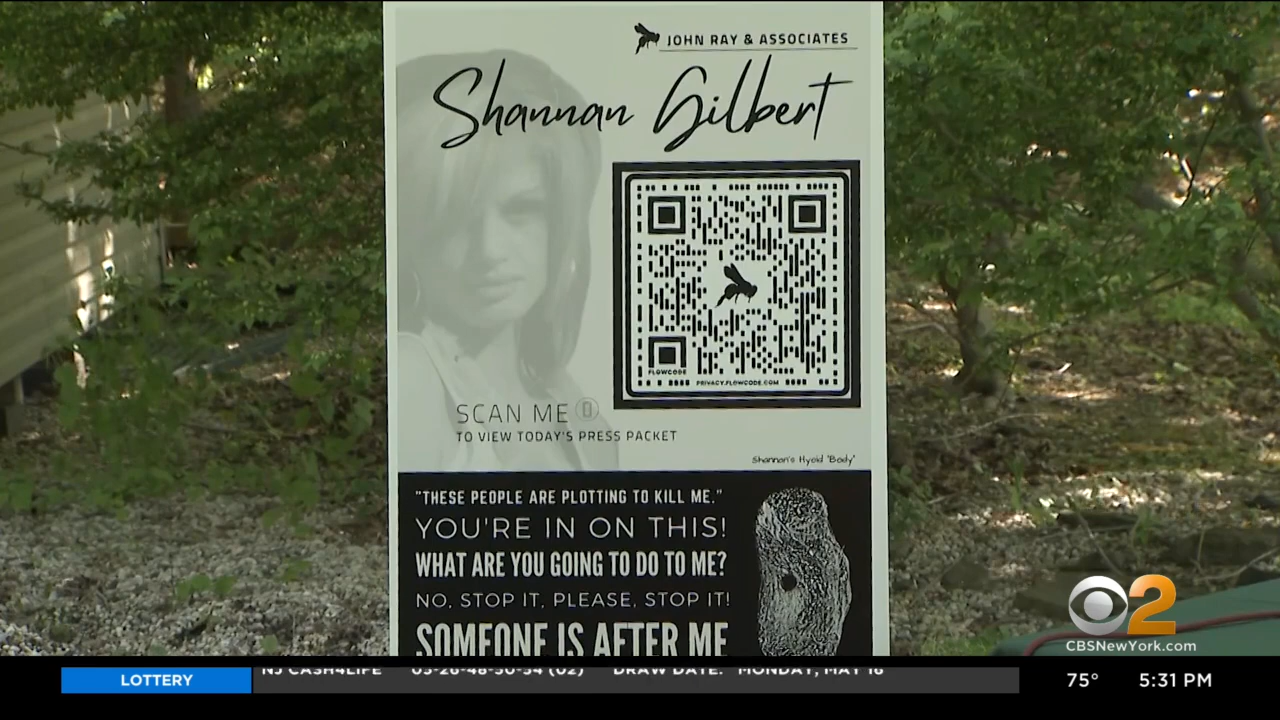 JOHN RAY & ASSOCIATES
Shannan Gilbert
FLOWCODE
PRIVACY.FLOWCODE.COM
SCAN ME
TO VIEW TODAY'S PRESS PACKET
Shannan's Hyoid "Body"
"THESE PEOPLE ARE PLOTTING TO KILL ME."
YOU'RE IN ON THIS!
WHAT ARE YOU GOING TO DO TO ME?
NO, STOP IT, PLEASE, STOP IT!
SOMEONE IS AFTER ME
2
CBSNewYork.com
LOTTERY
NJ CASH4LIFE DRAW DATE: MONDAY, MAY 16
75° 5:31 PM